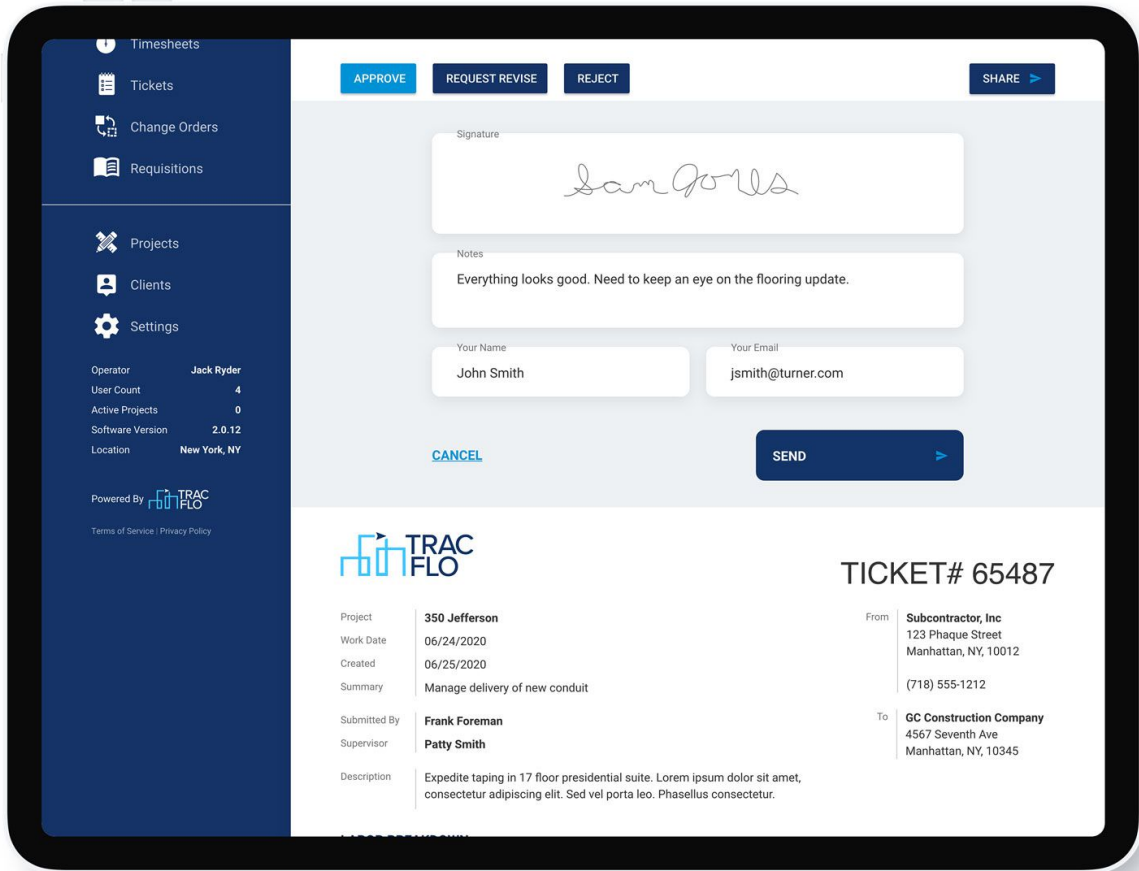 Timesheets
Tickets
Change Orders
Requisitions
Projects
Clients
Settings
Operator Jack Ryder
User Count 4
Active Projects 0
Software Version 2.0.12
Location New York, NY
Powered By TRAC FLO
Terms of Service | Privacy Policy
APPROVE REQUEST REVISE REJECT SHARE
Signature
Sam Jones
Notes
Everything looks good. Need to keep an eye on the flooring update.
Your Name Your Email
John Smith jsmith@turner.com
CANCEL SEND
TRAC
FLO
TICKET# 65487
Project 350 Jefferson
Work Date 06/24/2020
Created 06/25/2020
Summary Manage delivery of new conduit
Submitted By Frank Foreman
Supervisor Patty Smith
Description Expedite taping in 17 floor presidential suite. Lorem ipsum dolor sit amet,
consectetur adipiscing elit. Sed vel porta leo. Phasellus consectetur.
From Subcontractor, Inc
123 Phaque Street
Manhattan, NY, 10012
(718) 555-1212
To GC Construction Company
4567 Seventh Ave
Manhattan, NY, 10345